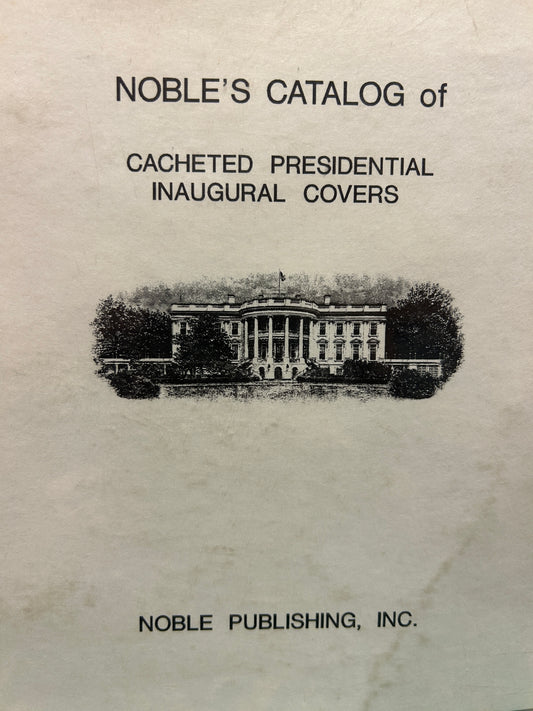 NOBLE'S CATALOG of
CACHETED PRESIDENTIAL
INAUGURAL COVERS
NOBLE PUBLISHING, INC.